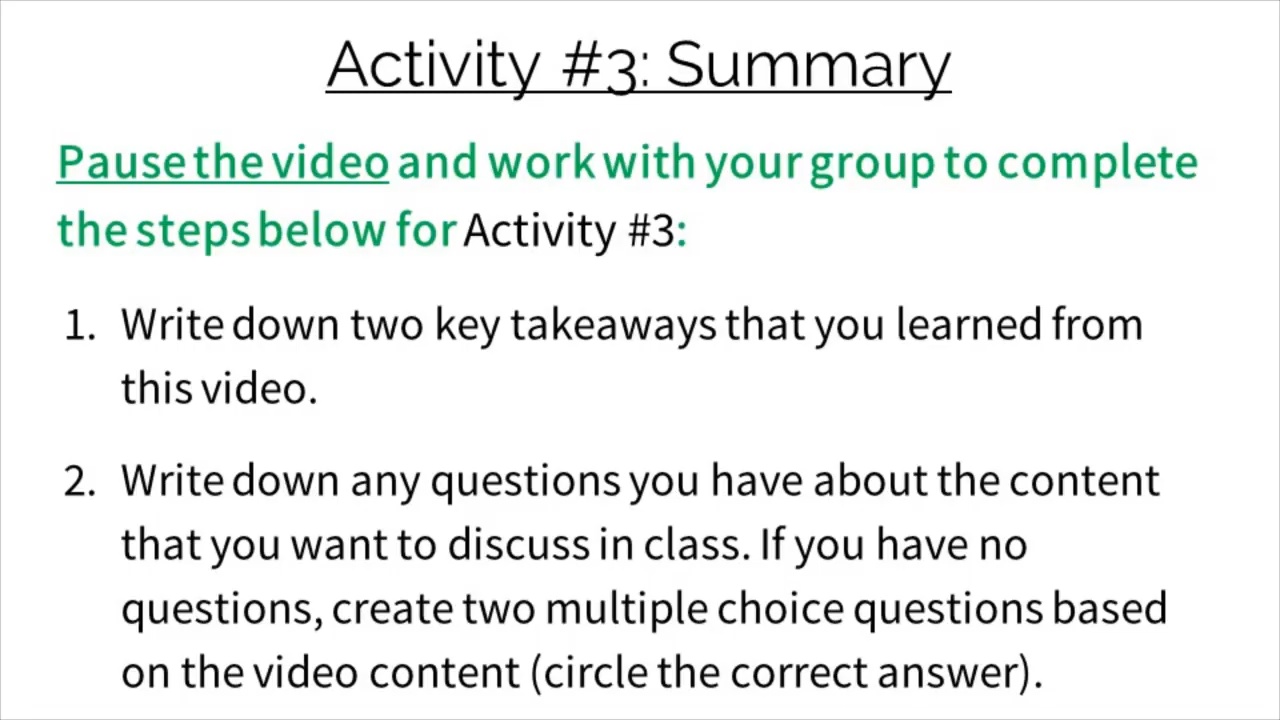 Activity #3: Summary
Pause the video and work with your group to complete
the steps below for Activity #3:
1. Write down two key takeaways that you learned from
this video.
2. Write down any questions you have about the content
that you want to discuss in class. If you have no
questions, create two multiple choice questions based
on the video content (circle the correct answer).